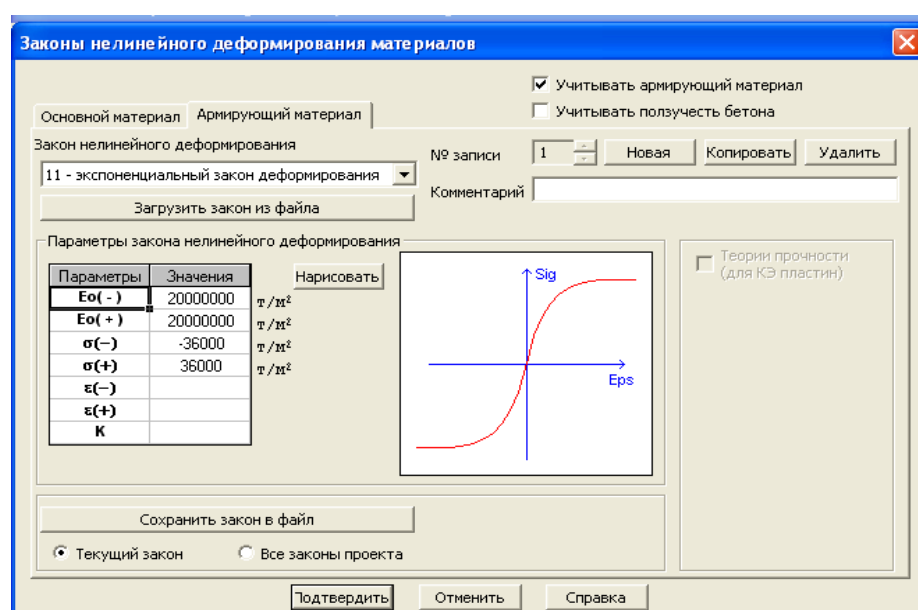 Законы нелинейного деформирования материалов
Учитывать армирующий материал
Учитывать ползучесть бетона
Основной материал Армирующий материал
Закон нелинейного деформирования
№ записи 1 Новая Копировать Удалить
11 - экспоненциальный закон деформирования
Комментарий
Загрузить закон из файла
Параметры закона нелинейного деформирования
Теории прочности
(для КЭ пластин)
Параметры Значения Нарисовать
Eo( - ) 20000000 т/м²
Eo( + ) 20000000 т/м²
σ(−) -36000 т/м²
σ(+) 36000 т/м²
ε(−)
ε(+)
К
Sig
Eps
Сохранить закон в файл
Текущий закон Все законы проекта
Подтвердить Отменить Справка